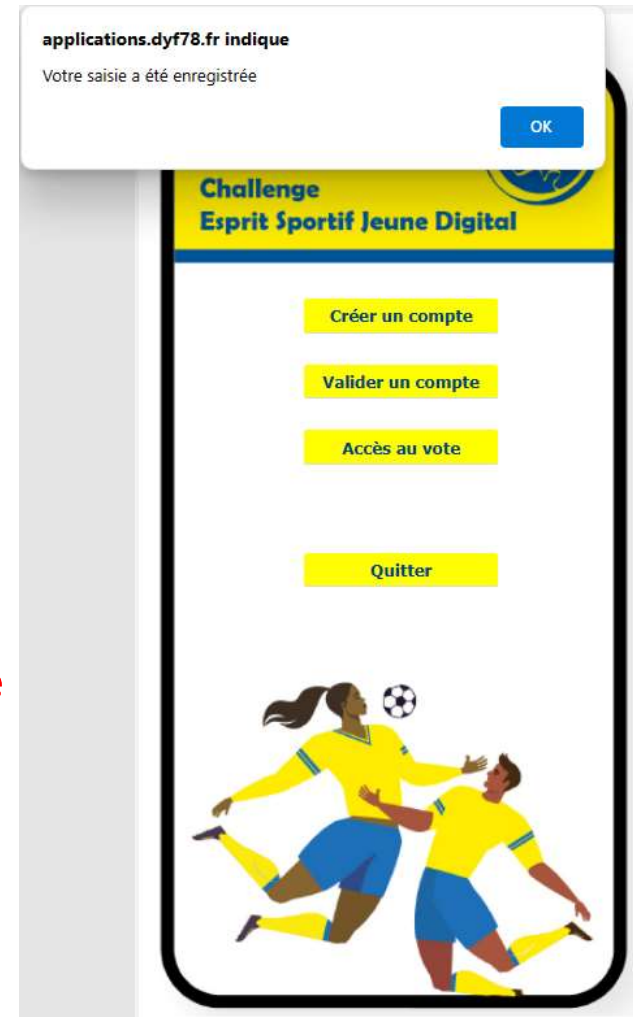 applications.dyf78.fr indique
Votre saisie a été enregistrée
OK
Challenge
Esprit Sportif Jeune Digital
Créer un compte
Valider un compte
Accès au vote
Quitter